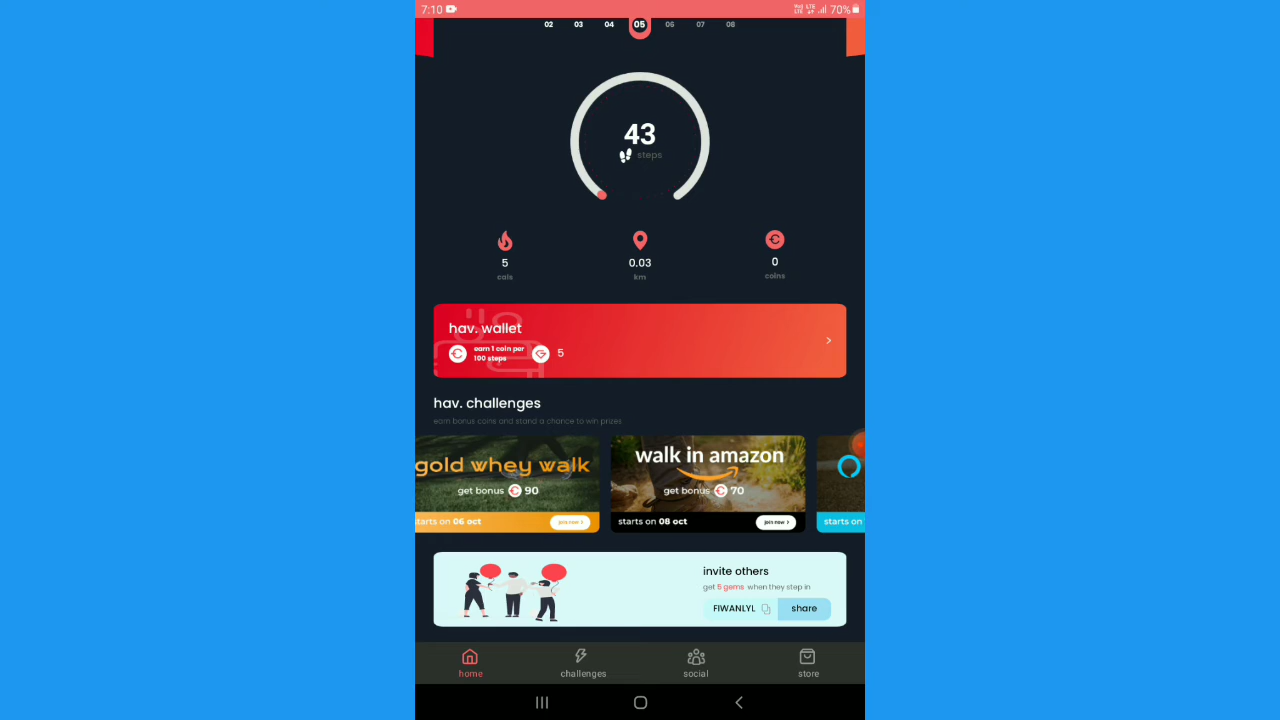 7:10 70%
02 03 04 05 06 07 08
43
steps
5 0.03 0
cals km coins
hav. wallet
earn 1 coin per
100 steps
5
hav. challenges
earn bonus coins and stand a chance to win prizes
gold whey walk
get bonus 90
starts on 06 oct join now
walk in amazon
get bonus 70
starts on 08 oct join now
starts on
invite others
get 5 gems when they step in
FIWANLYL share
home challenges social store